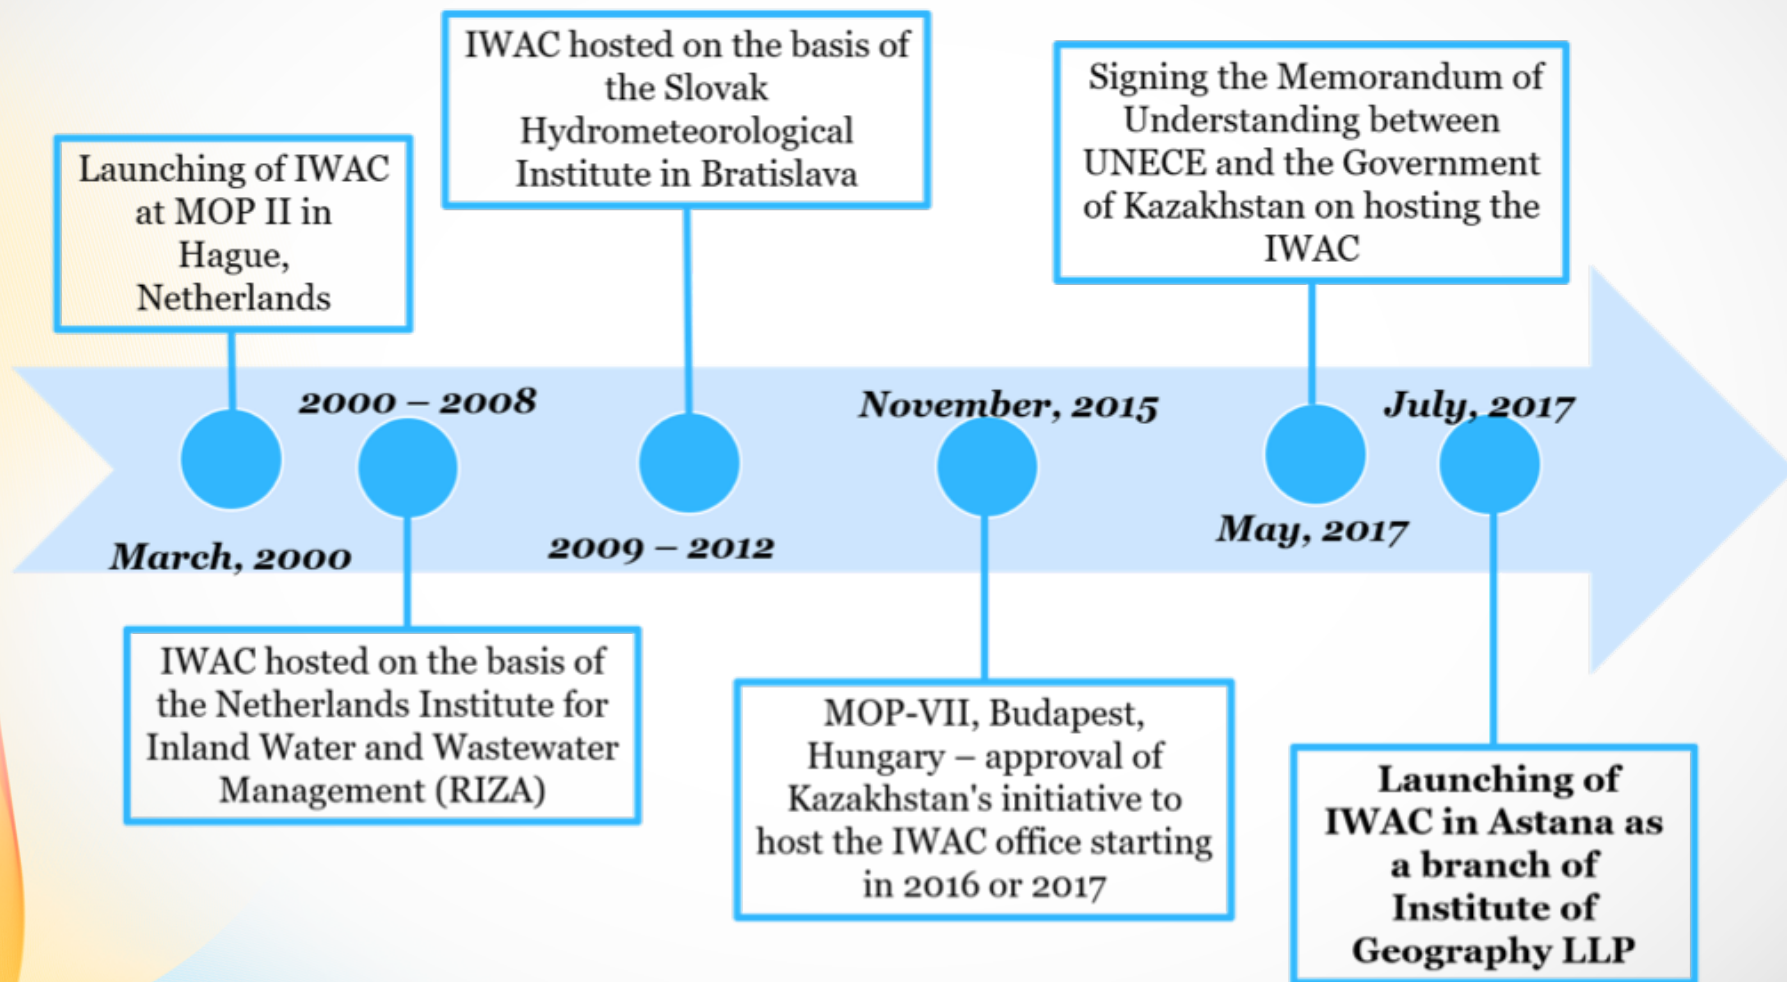 Launching of IWAC
at MOP II in
Hague,
Netherlands
March, 2000
2000 – 2008
IWAC hosted on the basis of
the Netherlands Institute for
Inland Water and Wastewater
Management (RIZA)
IWAC hosted on the basis of
the Slovak
Hydrometeorological
Institute in Bratislava
2009 – 2012
November, 2015
MOP-VII, Budapest,
Hungary – approval of
Kazakhstan's initiative to
host the IWAC office starting
in 2016 or 2017
Signing the Memorandum of
Understanding between
UNECE and the Government
of Kazakhstan on hosting the
IWAC
May, 2017
July, 2017
Launching of
IWAC in Astana as
a branch of
Institute of
Geography LLP